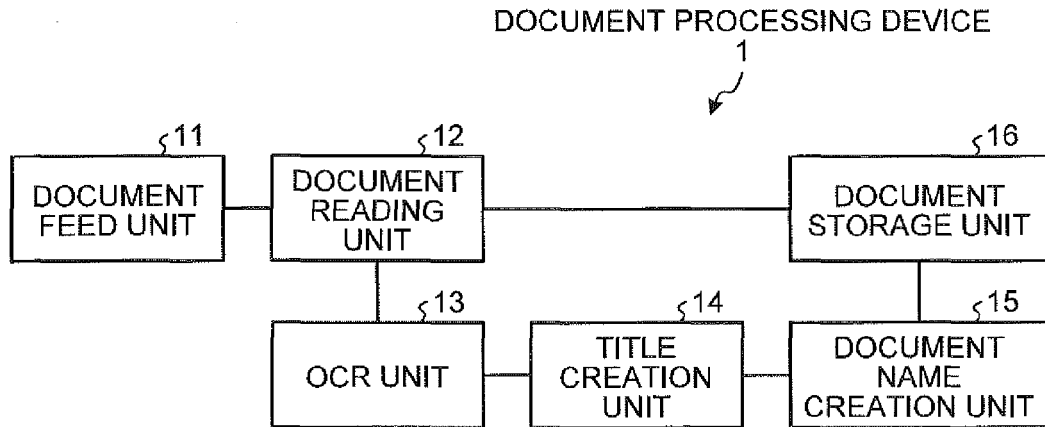 DOCUMENT PROCESSING DEVICE
1
11
DOCUMENT
FEED UNIT
12
DOCUMENT
READING
UNIT
16
DOCUMENT
STORAGE UNIT
13
OCR UNIT
14
TITLE
CREATION
UNIT
15
DOCUMENT
NAME
CREATION UNIT